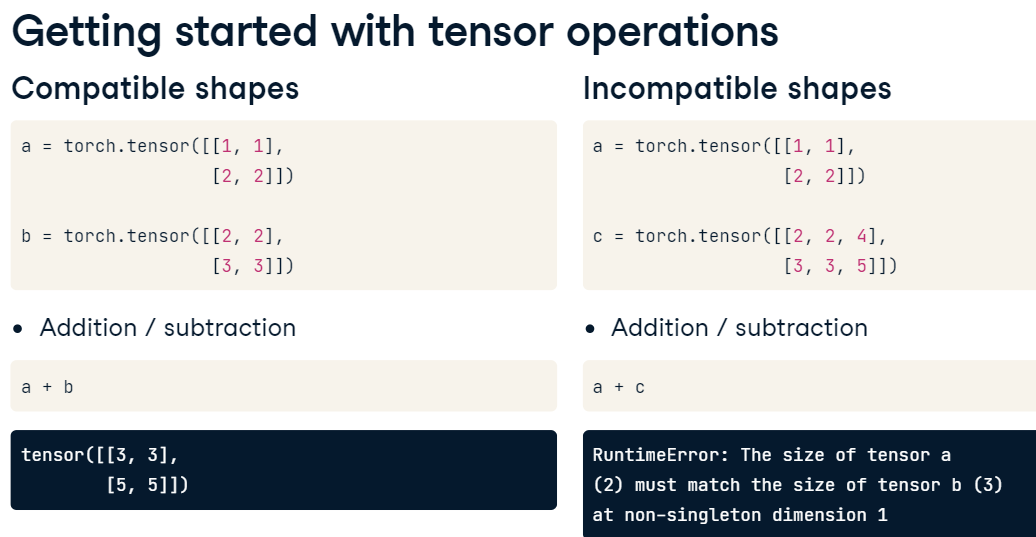 Getting started with tensor operations
Compatible shapes
a = torch.tensor([[1, 1],
                  [2, 2]])
b = torch.tensor([[2, 2],
                  [3, 3]])
• Addition / subtraction
a + b
tensor([[3, 3],
        [5, 5]])
Incompatible shapes
a = torch.tensor([[1, 1],
                  [2, 2]])
c = torch.tensor([[2, 2, 4],
                  [3, 3, 5]])
• Addition / subtraction
a + c
RuntimeError: The size of tensor a
(2) must match the size of tensor b (3)
at non-singleton dimension 1